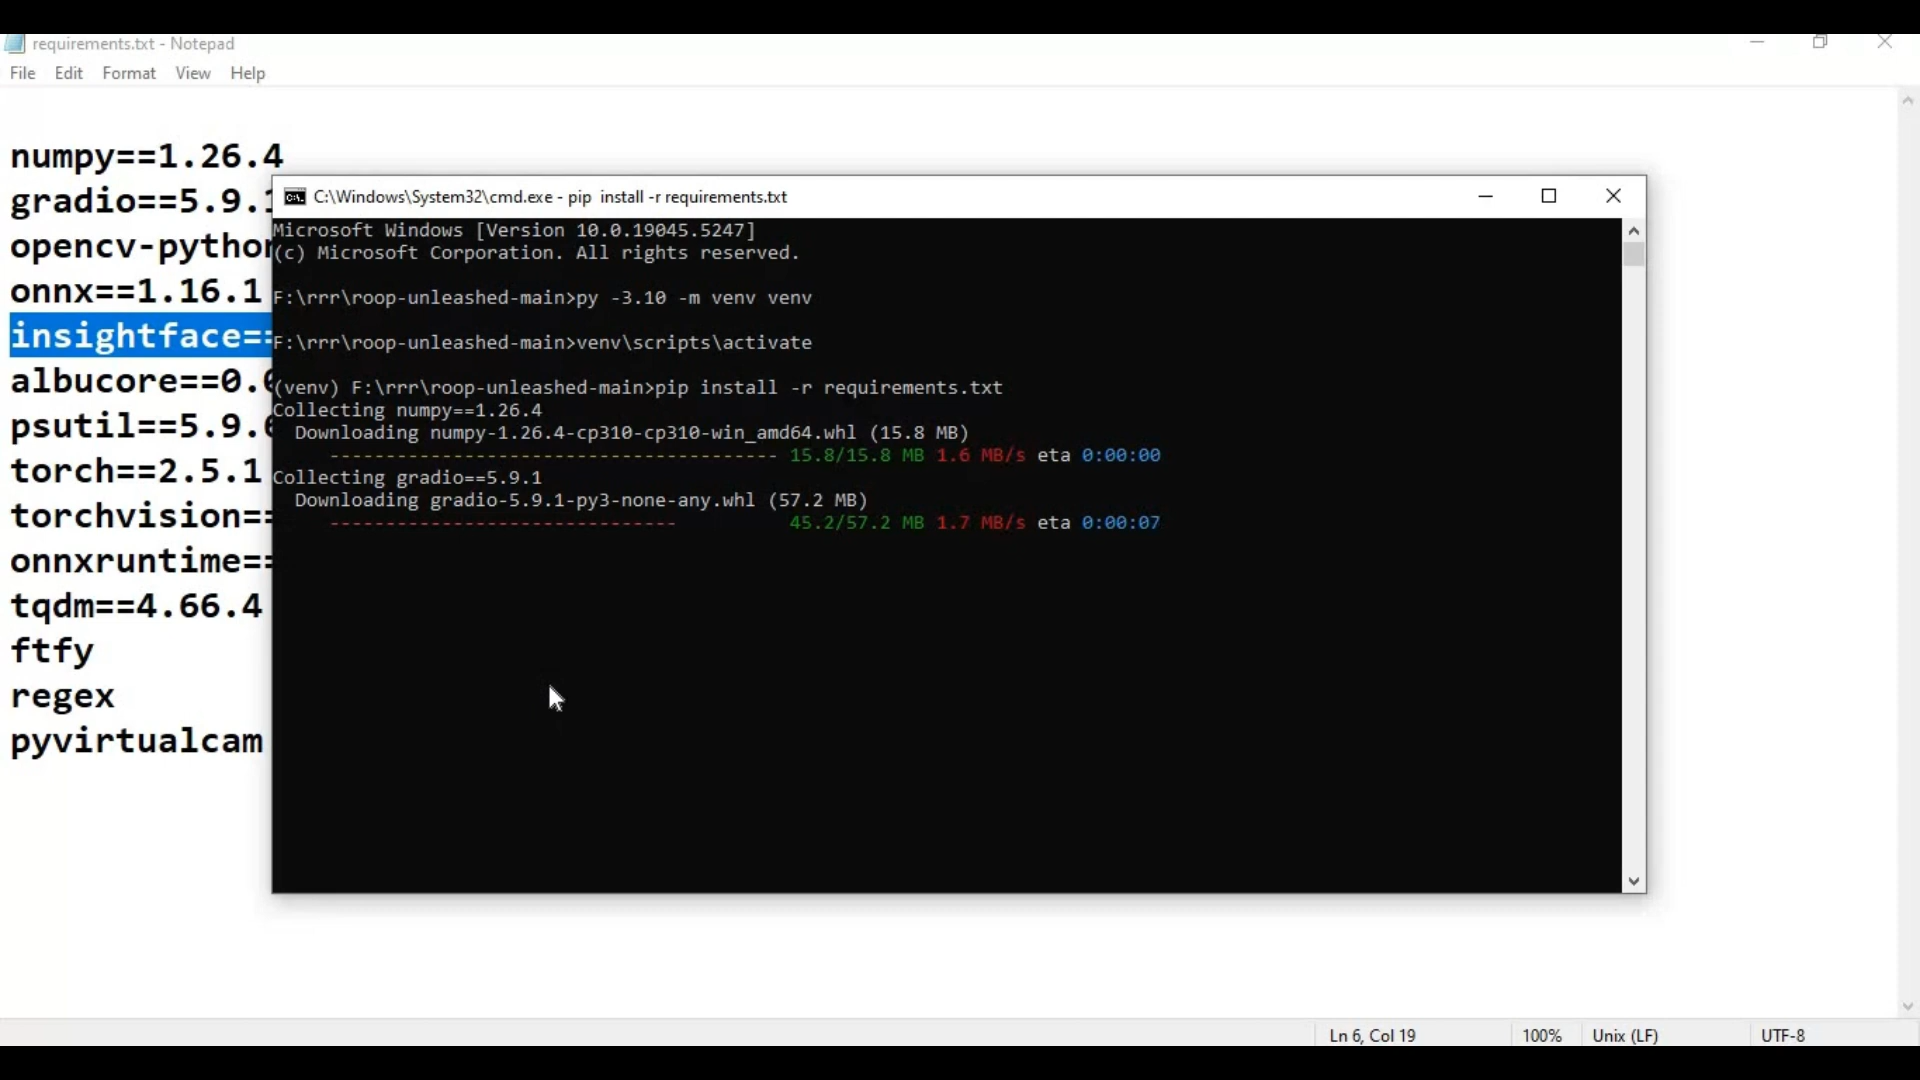 requirements.txt - Notepad
File Edit Format View Help
numpy==1.26.4
gradio==5.9.1
opencv-python
onnx==1.16.1
insightface==
albucore==0.0
psutil==5.9.6
torch==2.5.1
torchvision==
onnxruntime==
tqdm==4.66.4
ftfy
regex
pyvirtualcam
C:\Windows\System32\cmd.exe - pip  install -r requirements.txt
Microsoft Windows [Version 10.0.19045.5247]
(c) Microsoft Corporation. All rights reserved.
F:\rrr\roop-unleashed-main>py -3.10 -m venv venv
F:\rrr\roop-unleashed-main>venv\scripts\activate
(venv) F:\rrr\roop-unleashed-main>pip install -r requirements.txt
Collecting numpy==1.26.4
Downloading numpy-1.26.4-cp310-cp310-win_amd64.whl (15.8 MB)
---------------------------------------- 15.8/15.8 MB 1.6 MB/s eta 0:00:00
Collecting gradio==5.9.1
Downloading gradio-5.9.1-py3-none-any.whl (57.2 MB)
------------------------------- 45.2/57.2 MB 1.7 MB/s eta 0:00:07
Ln 6, Col 19 100% Unix (LF) UTF-8